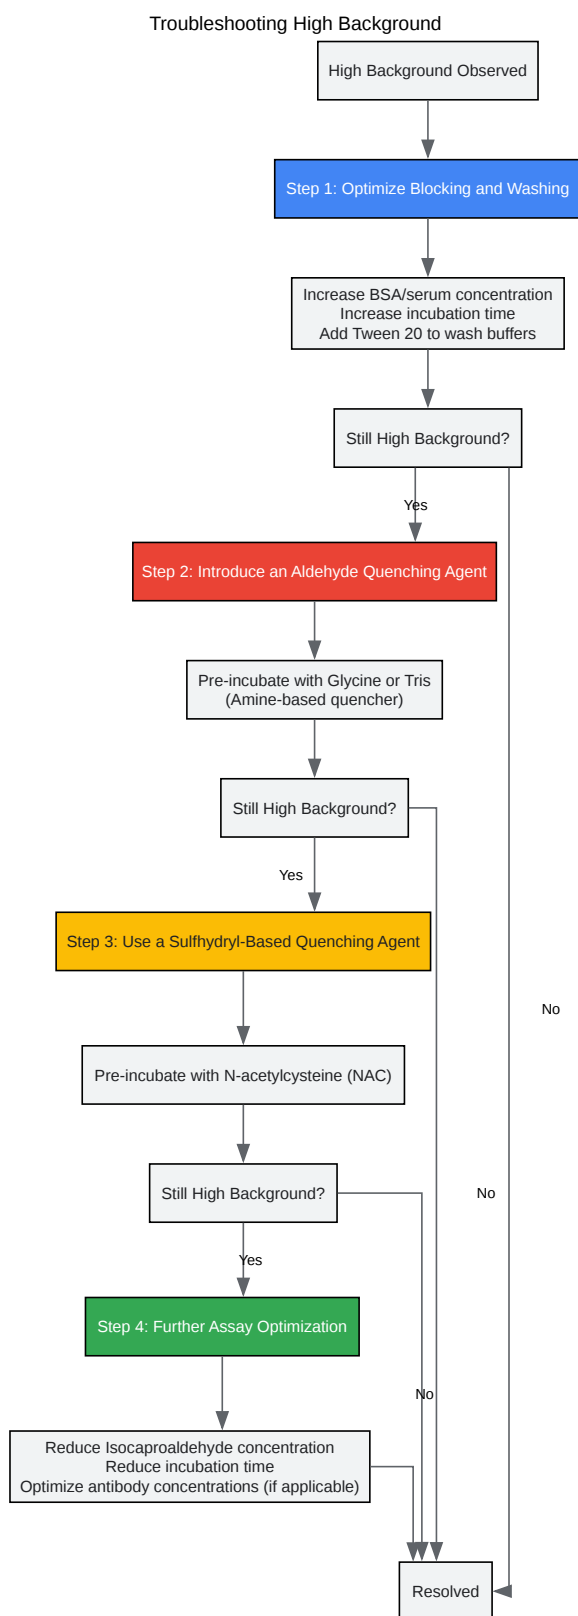 Troubleshooting High Background
High Background Observed
Step 1: Optimize Blocking and Washing
Increase BSA/serum concentration
Increase incubation time
Add Tween 20 to wash buffers
Still High Background?
Yes
Step 2: Introduce an Aldehyde Quenching Agent
Pre-incubate with Glycine or Tris
(Amine-based quencher)
Still High Background?
Yes
Step 3: Use a Sulfhydryl-Based Quenching Agent
No
Pre-incubate with N-acetylcysteine (NAC)
Still High Background?
No
Yes
Step 4: Further Assay Optimization
No
Reduce Isocaproaldehyde concentration
Reduce incubation time
Optimize antibody concentrations (if applicable)
Resolved